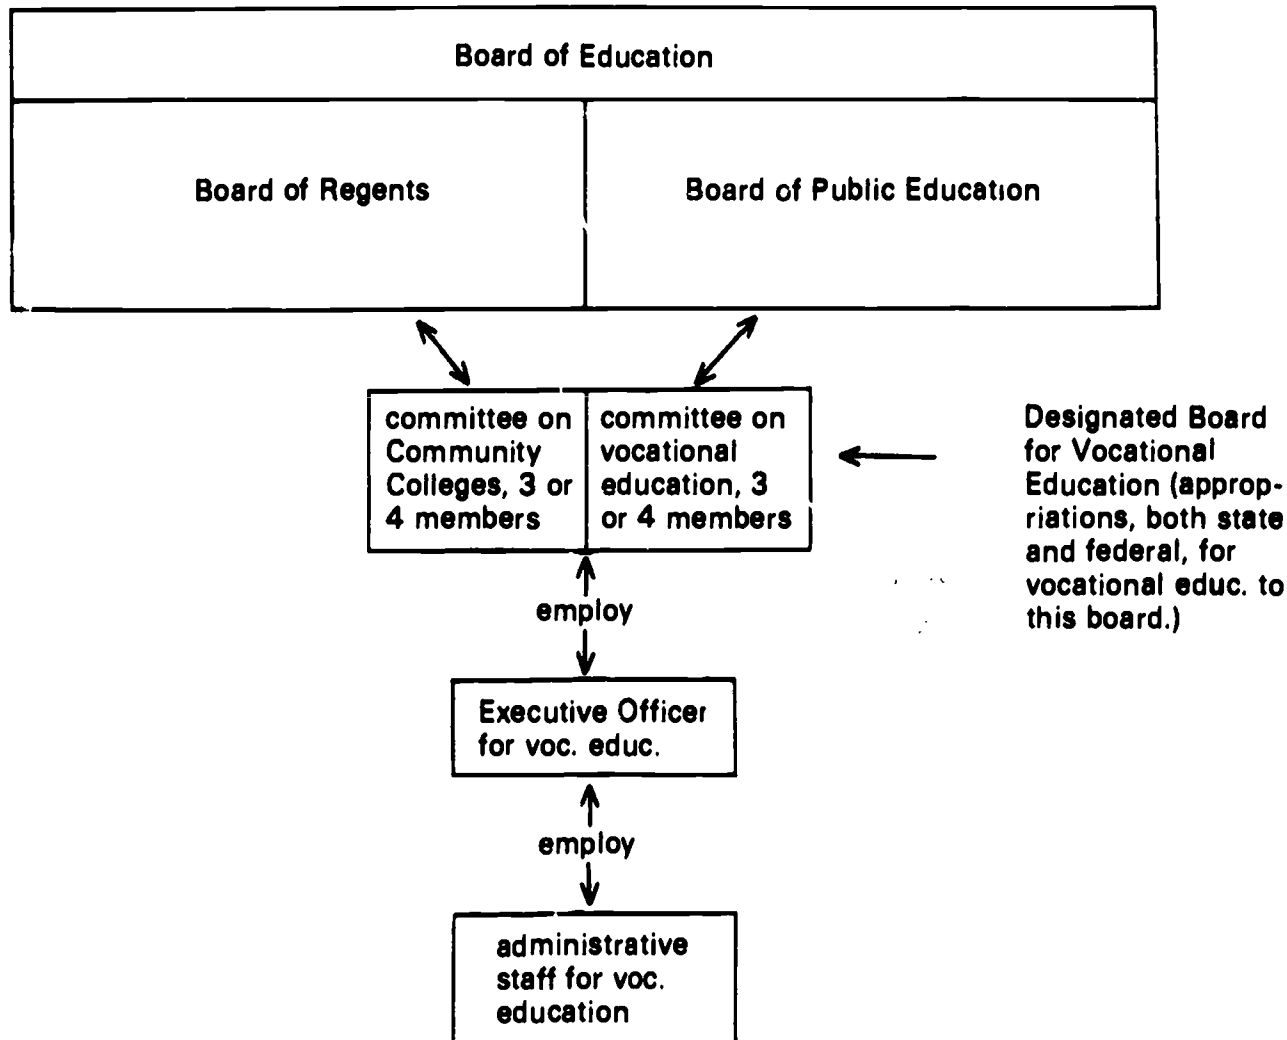 Board of Education
Board of Regents
Board of Public Education
committee on
Community
Colleges, 3 or
4 members
committee on
vocational
education, 3
or 4 members
Designated Board
for Vocational
Education (approp-
riations, both state
and federal, for
vocational educ. to
this board.)
employ
Executive Officer
for voc. educ.
employ
administrative
staff for voc.
education